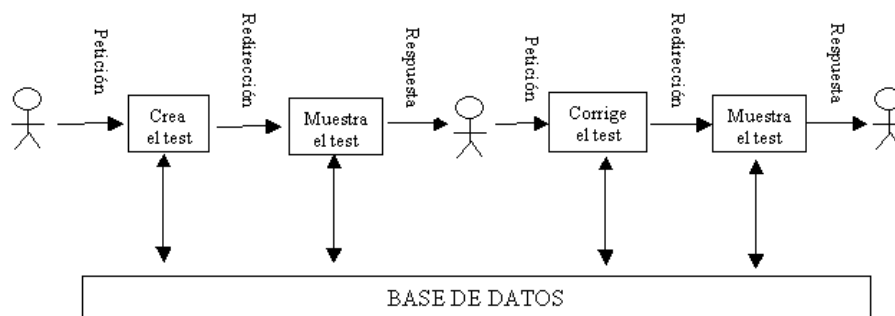 Petición
Redirección
Respuesta
Petición
Redirección
Respuesta
Crea
el test
Muestra
el test
Corrige
el test
Muestra
el test
BASE DE DATOS